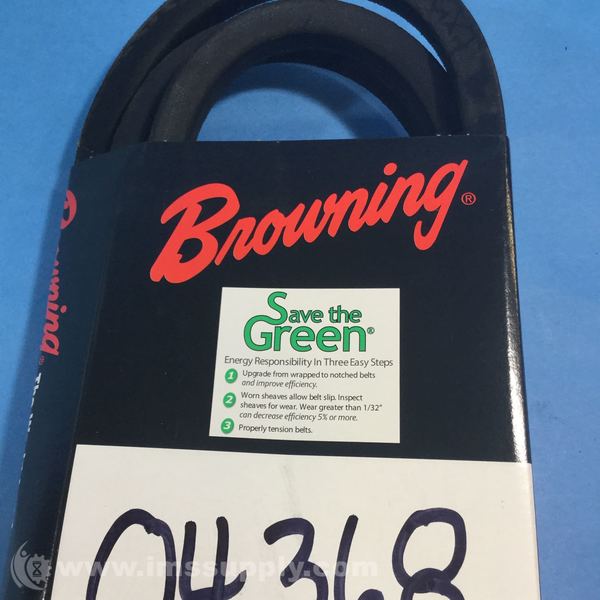 Browning®
Save the
Green®
Energy Responsibility In Three Easy Steps
1 Upgrade from wrapped to notched belts
and improve efficiency.
2 Worn sheaves allow belt slip. Inspect
sheaves for wear. Wear greater than 1/32"
can decrease efficiency 5% or more.
3 Properly tension belts.
Browning®
04368
www.imssupply.com